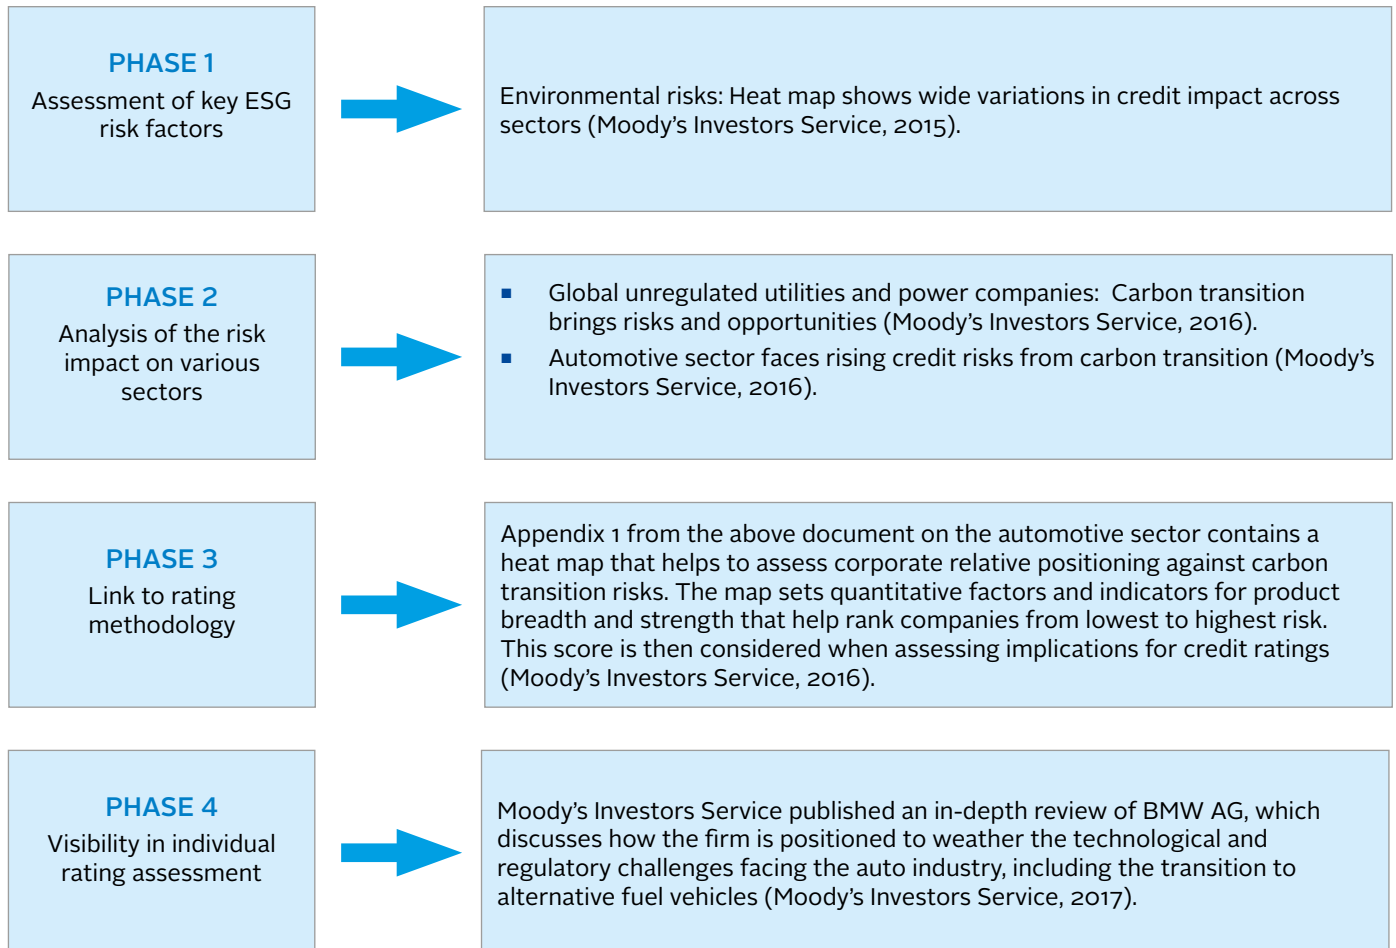 PHASE 1
Assessment of key ESG
risk factors
Environmental risks: Heat map shows wide variations in credit impact across
sectors (Moody's Investors Service, 2015).
PHASE 2
Analysis of the risk
impact on various
sectors
▪ Global unregulated utilities and power companies: Carbon transition
brings risks and opportunities (Moody's Investors Service, 2016).
▪ Automotive sector faces rising credit risks from carbon transition (Moody's
Investors Service, 2016).
PHASE 3
Link to rating
methodology
Appendix 1 from the above document on the automotive sector contains a
heat map that helps to assess corporate relative positioning against carbon
transition risks. The map sets quantitative factors and indicators for product
breadth and strength that help rank companies from lowest to highest risk.
This score is then considered when assessing implications for credit ratings
(Moody's Investors Service, 2016).
PHASE 4
Visibility in individual
rating assessment
Moody's Investors Service published an in-depth review of BMW AG, which
discusses how the firm is positioned to weather the technological and
regulatory challenges facing the auto industry, including the transition to
alternative fuel vehicles (Moody's Investors Service, 2017).